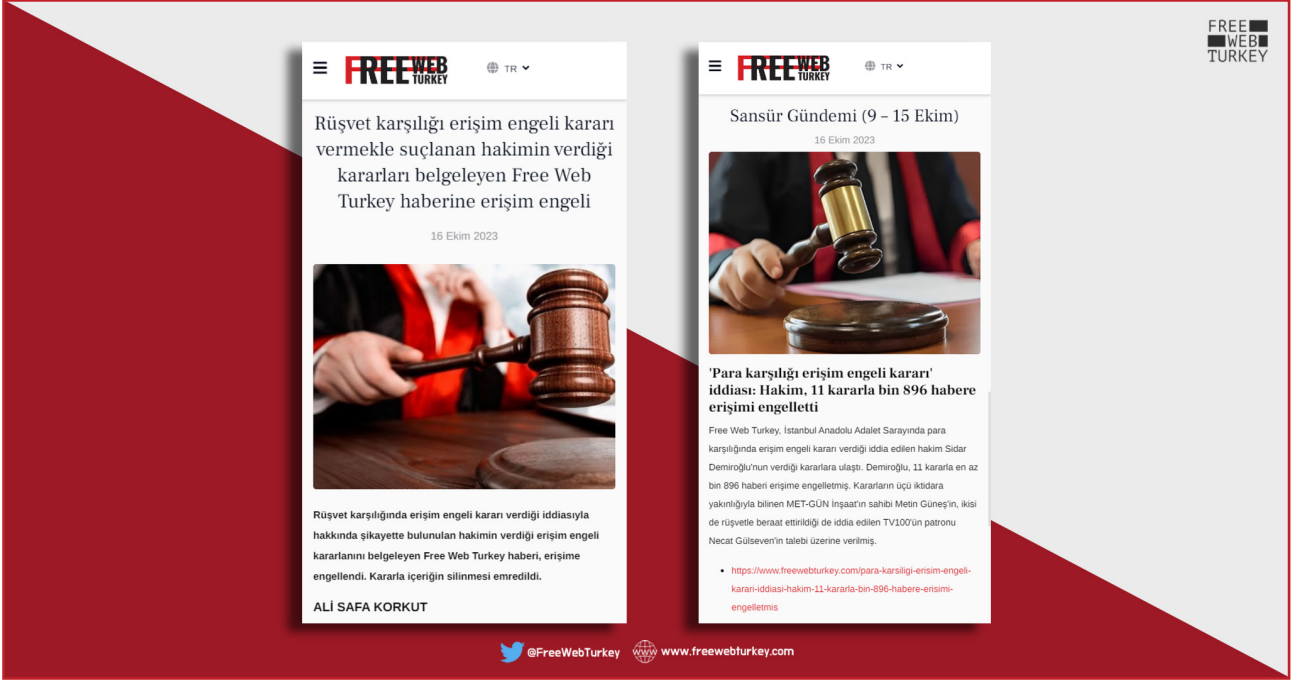 FREE
WEB
TURKEY
FREE WEB
TURKEY
TR
Rüşvet karşılığı erişim engeli kararı
vermekle suçlanan hakimin verdiği
kararları belgeleyen Free Web
Turkey haberine erişim engeli
16 Ekim 2023
Rüşvet karşılığında erişim engeli kararı verdiği iddiasıyla
hakkında şikayette bulunulan hakimin verdiği erişim engeli
kararlarını belgeleyen Free Web Turkey haberi, erişime
engellendi. Kararla içeriğin silinmesi emredildi.
ALİ SAFA KORKUT
FREE WEB
TURKEY
TR
Sansür Gündemi (9 – 15 Ekim)
16 Ekim 2023
'Para karşılığı erişim engeli kararı'
iddiası: Hakim, 11 kararla bin 896 habere
erişimi engelletti
Free Web Turkey, İstanbul Anadolu Adalet Sarayında para
karşılığında erişim engeli kararı verdiği iddia edilen hakim Sidar
Demiroğlu'nun verdiği kararlara ulaştı. Demiroğlu, 11 kararla en az
bin 896 haberi erişime engelletmiş. Kararların üçü iktidara
yakınlığıyla bilinen MET-GÜN İnşaat'ın sahibi Metin Güneş'in, ikisi
de rüşvetle beraat ettirildiği de iddia edilen TV100'ün patronu
Necat Gülseven'in talebi üzerine verilmiş.
https://www.freewebturkey.com/para-karsiligi-erisim-engeli-
karari-iddiasi-hakim-11-kararla-bin-896-habere-erisimi-
engelletmis
@FreeWebTurkey www www.freewebturkey.com